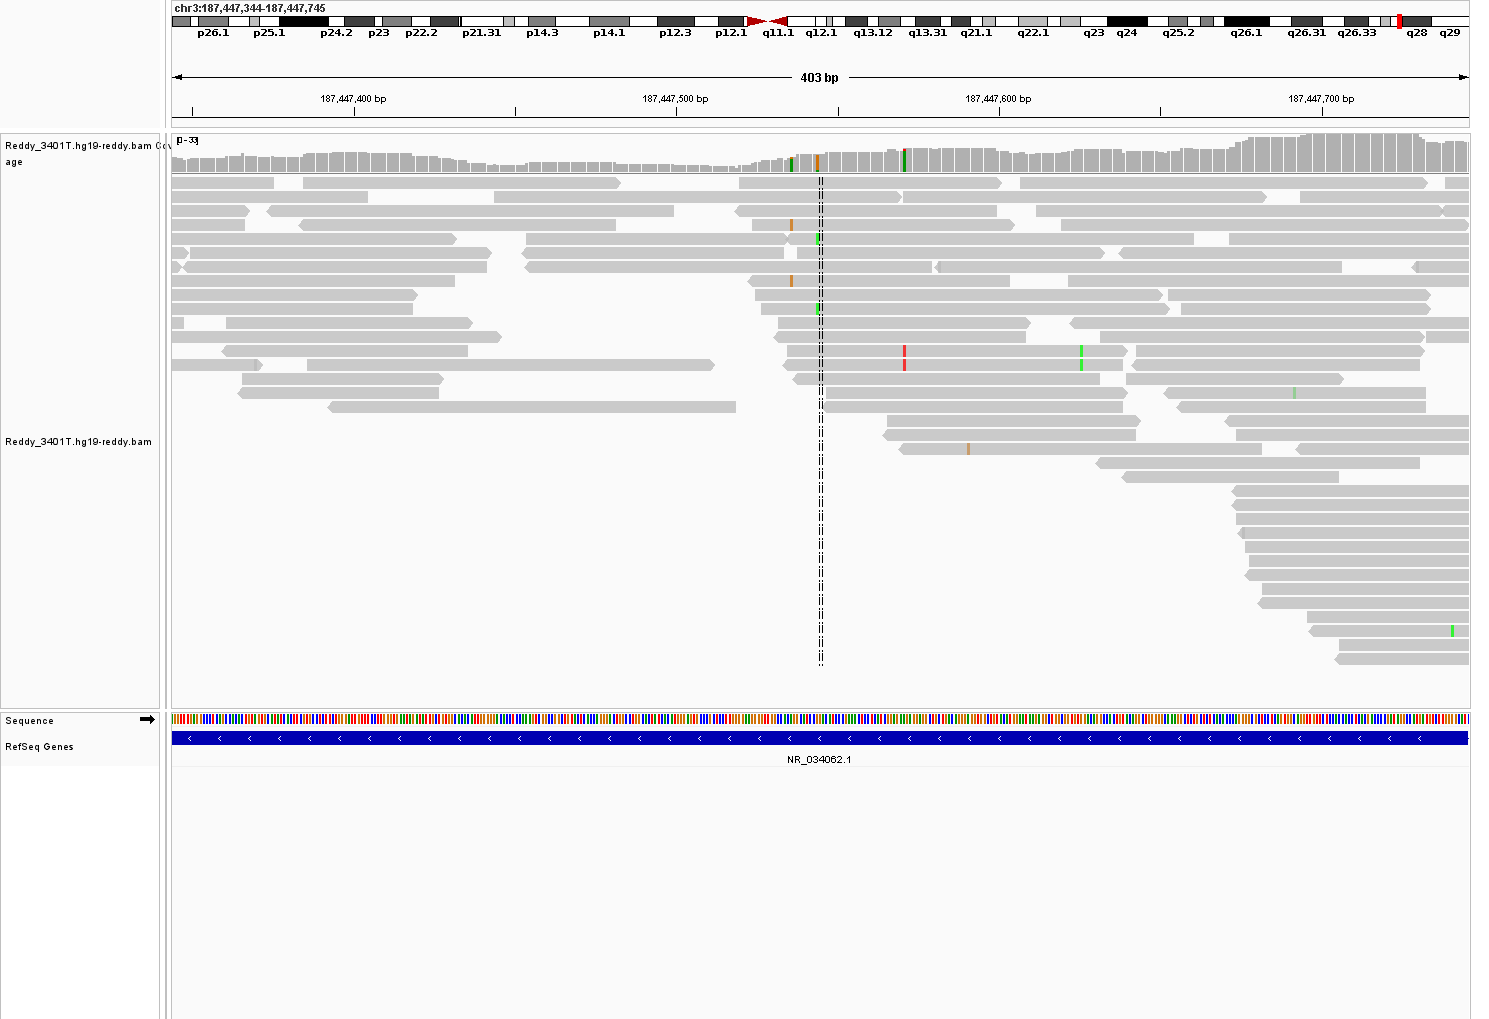 chr3:187,447,344-187,447,745
p26.1 p25.1 p24.2 p23 p22.2 p21.31 p14.3 p14.1 p12.3 p12.1 q11.1 q12.1 q13.12 q13.31 q21.1 q22.1 q23 q24 q25.2 q26.1 q26.31 q26.33 q28 q29
403 bp
187,447,400 bp 187,447,500 bp 187,447,600 bp 187,447,700 bp
[0 - 33]
Reddy_3401T.hg19-reddy.bam Cov
age
Reddy_3401T.hg19-reddy.bam
Sequence
RefSeq Genes
NR_034062.1